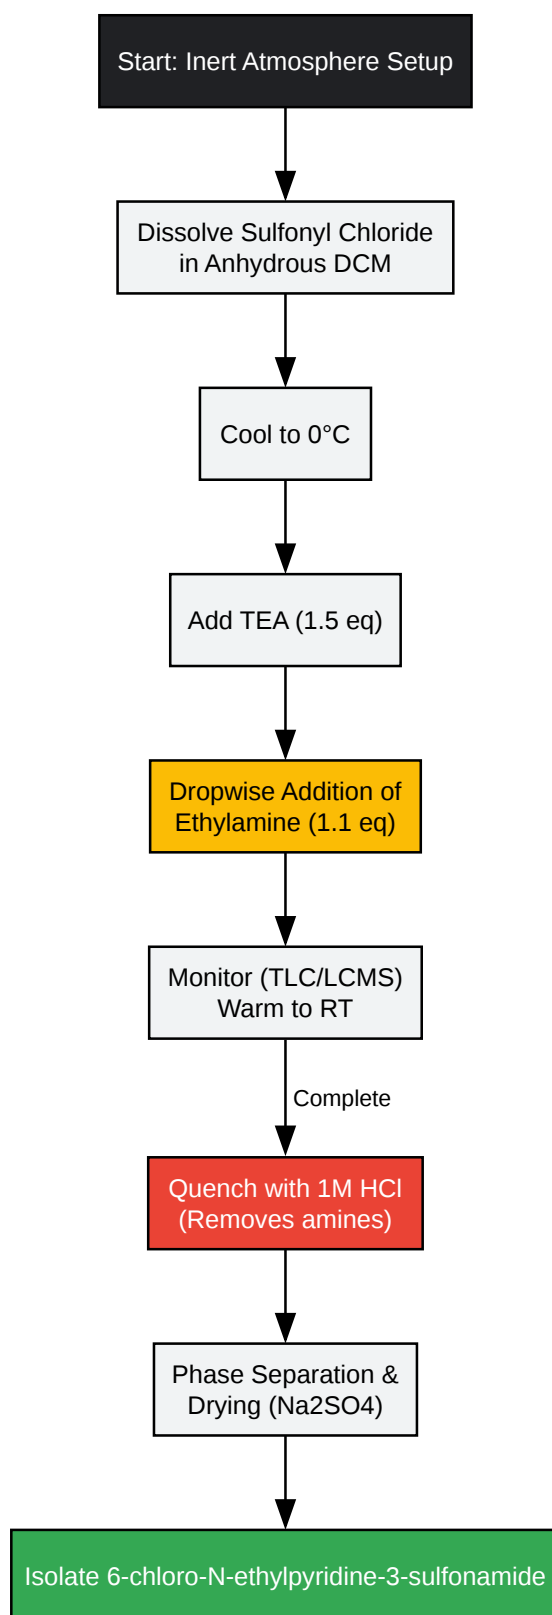 Start: Inert Atmosphere Setup
Dissolve Sulfonyl Chloride
in Anhydrous DCM
Cool to 0°C
Add TEA (1.5 eq)
Dropwise Addition of
Ethylamine (1.1 eq)
Monitor (TLC/LCMS)
Warm to RT
Complete
Quench with 1M HCl
(Removes amines)
Phase Separation &
Drying (Na2SO4)
Isolate 6-chloro-N-ethylpyridine-3-sulfonamide